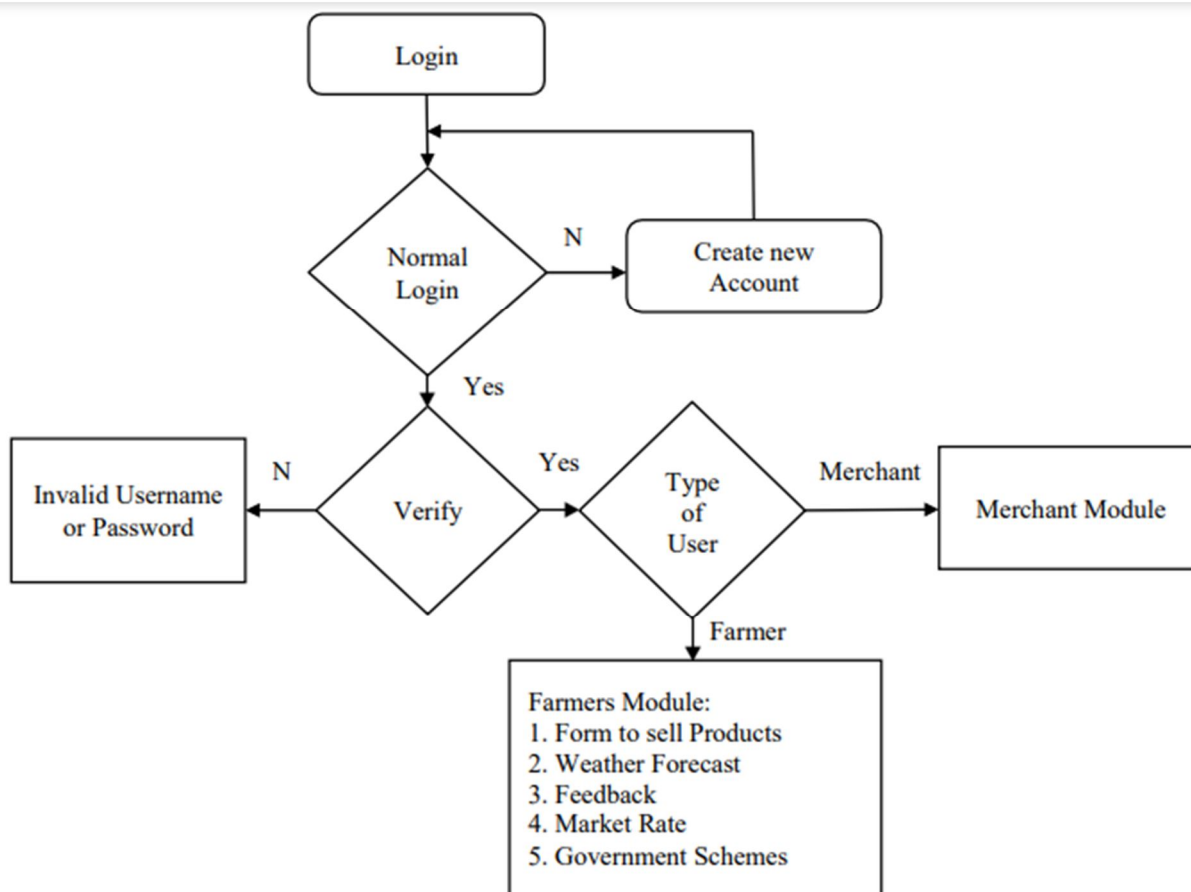 Login
N
Normal
Login
Create new
Account
Yes
N
Invalid Username
or Password
Verify
Yes
Type
of
User
Merchant
Merchant Module
Farmer
Farmers Module:
1. Form to sell Products
2. Weather Forecast
3. Feedback
4. Market Rate
5. Government Schemes